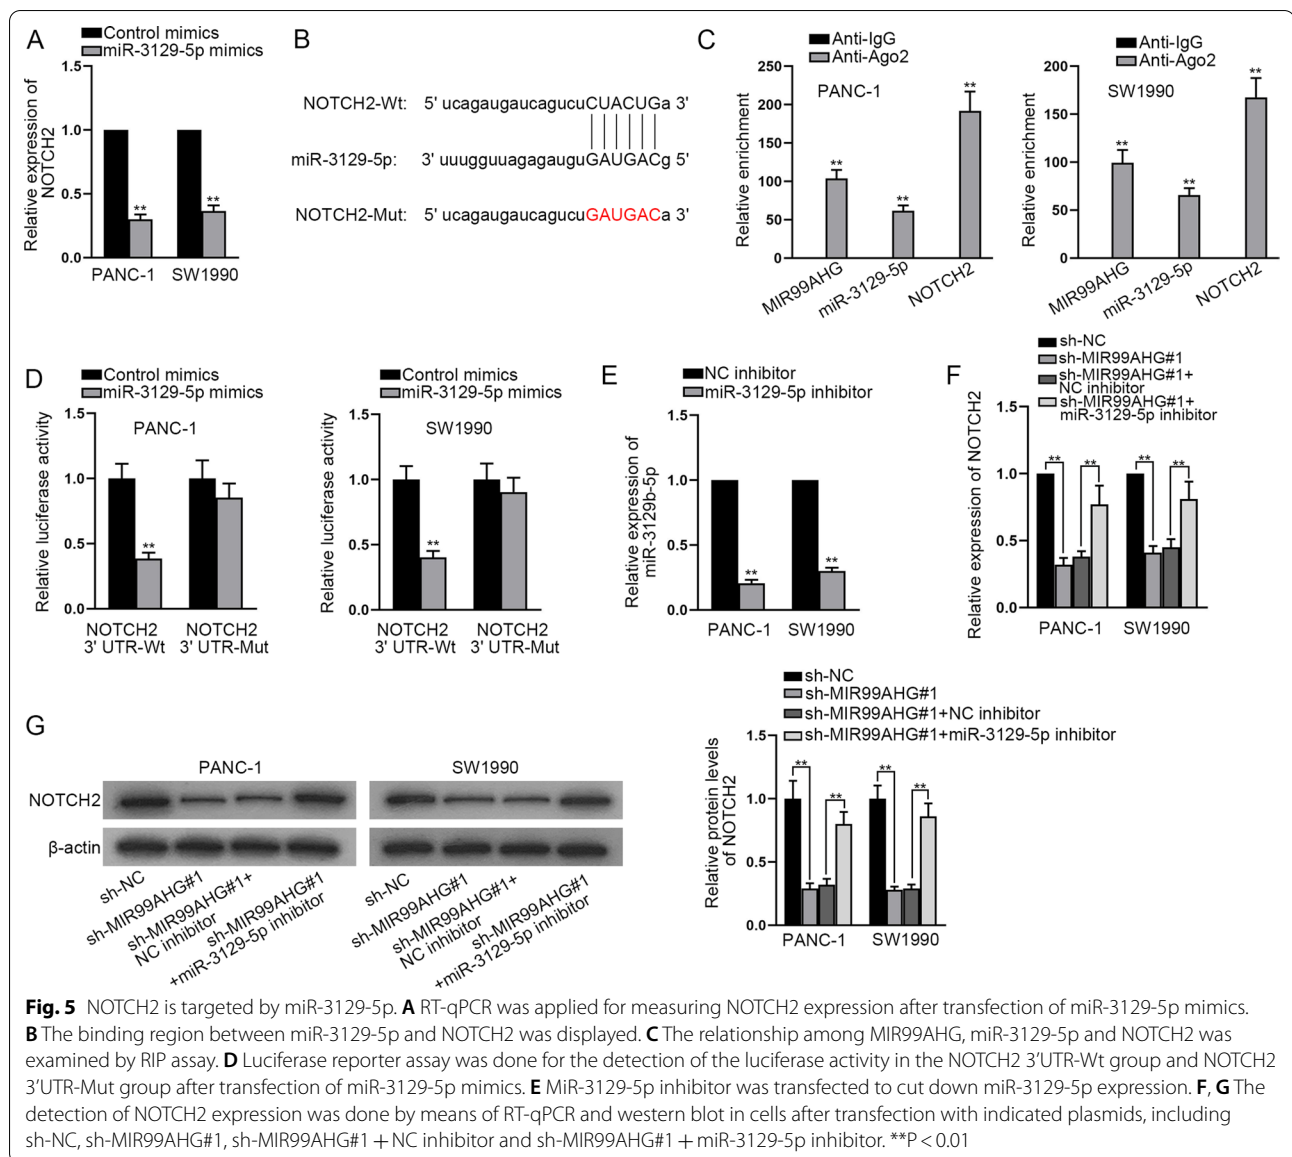 A
Control mimics
miR-3129-5p mimics
Relative expression of
NOTCH2
1.5
1.0
0.5
0.0
**
**
PANC-1
SW1990
B
NOTCH2-Wt: 5' ucagaugaucagucuCUACUGa 3'
miR-3129-5p: 3' uuugguuagagauguGAUGACg 5'
NOTCH2-Mut: 5' ucagaugaucagucuGAUGACa 3'
C
Anti-IgG
Anti-Ago2
PANC-1
Relative enrichment
250
200
150
100
50
0
**
**
**
MIR99AHG
miR-3129-5p
NOTCH2
Anti-IgG
Anti-Ago2
SW1990
Relative enrichment
200
150
100
50
0
**
**
**
MIR99AHG
miR-3129-5p
NOTCH2
D
Control mimics
miR-3129-5p mimics
PANC-1
Relative luciferase activity
1.5
1.0
0.5
0.0
**
NOTCH2
3' UTR-Wt
NOTCH2
3' UTR-Mut
Control mimics
miR-3129-5p mimics
SW1990
Relative luciferase activity
1.5
1.0
0.5
0.0
**
NOTCH2
3' UTR-Wt
NOTCH2
3' UTR-Mut
E
NC inhibitor
miR-3129-5p inhibitor
Relative expression of
miR-3129b-5p
1.5
1.0
0.5
0.0
**
**
PANC-1
SW1990
F
sh-NC
sh-MIR99AHG#1
sh-MIR99AHG#1+
NC inhibitor
sh-MIR99AHG#1+
miR-3129-5p inhibitor
Relative expression of NOTCH2
1.5
1.0
0.5
0.0
**
**
**
**
PANC-1
SW1990
G
PANC-1
SW1990
NOTCH2
β-actin
sh-NC
sh-MIR99AHG#1
sh-MIR99AHG#1+
NC inhibitor
sh-MIR99AHG#1
+miR-3129-5p inhibitor
sh-NC
sh-MIR99AHG#1
sh-MIR99AHG#1+
NC inhibitor
sh-MIR99AHG#1
+miR-3129-5p inhibitor
sh-NC
sh-MIR99AHG#1
sh-MIR99AHG#1+NC inhibitor
sh-MIR99AHG#1+miR-3129-5p inhibitor
Relative protein levels
of NOTCH2
1.5
1.0
0.5
0.0
**
**
**
**
PANC-1
SW1990
Fig. 5 NOTCH2 is targeted by miR-3129-5p. A RT-qPCR was applied for measuring NOTCH2 expression after transfection of miR-3129-5p mimics.
B The binding region between miR-3129-5p and NOTCH2 was displayed. C The relationship among MIR99AHG, miR-3129-5p and NOTCH2 was
examined by RIP assay. D Luciferase reporter assay was done for the detection of the luciferase activity in the NOTCH2 3′UTR-Wt group and NOTCH2
3′UTR-Mut group after transfection of miR-3129-5p mimics. E MiR-3129-5p inhibitor was transfected to cut down miR-3129-5p expression. F, G The
detection of NOTCH2 expression was done by means of RT-qPCR and western blot in cells after transfection with indicated plasmids, including
sh-NC, sh-MIR99AHG#1, sh-MIR99AHG#1 + NC inhibitor and sh-MIR99AHG#1 + miR-3129-5p inhibitor. **P < 0.01